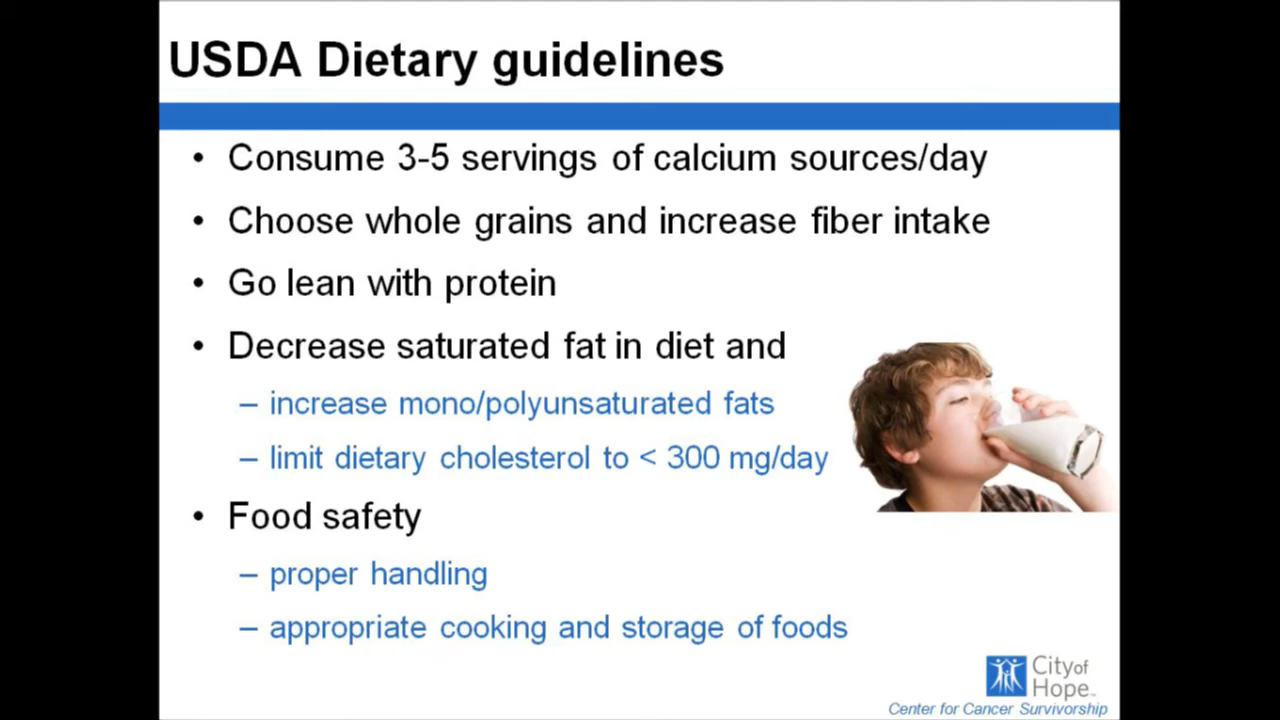 USDA Dietary guidelines
• Consume 3-5 servings of calcium sources/day
• Choose whole grains and increase fiber intake
• Go lean with protein
• Decrease saturated fat in diet and
– increase mono/polyunsaturated fats
– limit dietary cholesterol to < 300 mg/day
• Food safety
– proper handling
– appropriate cooking and storage of foods
City of
Hope™
Center for Cancer Survivorship